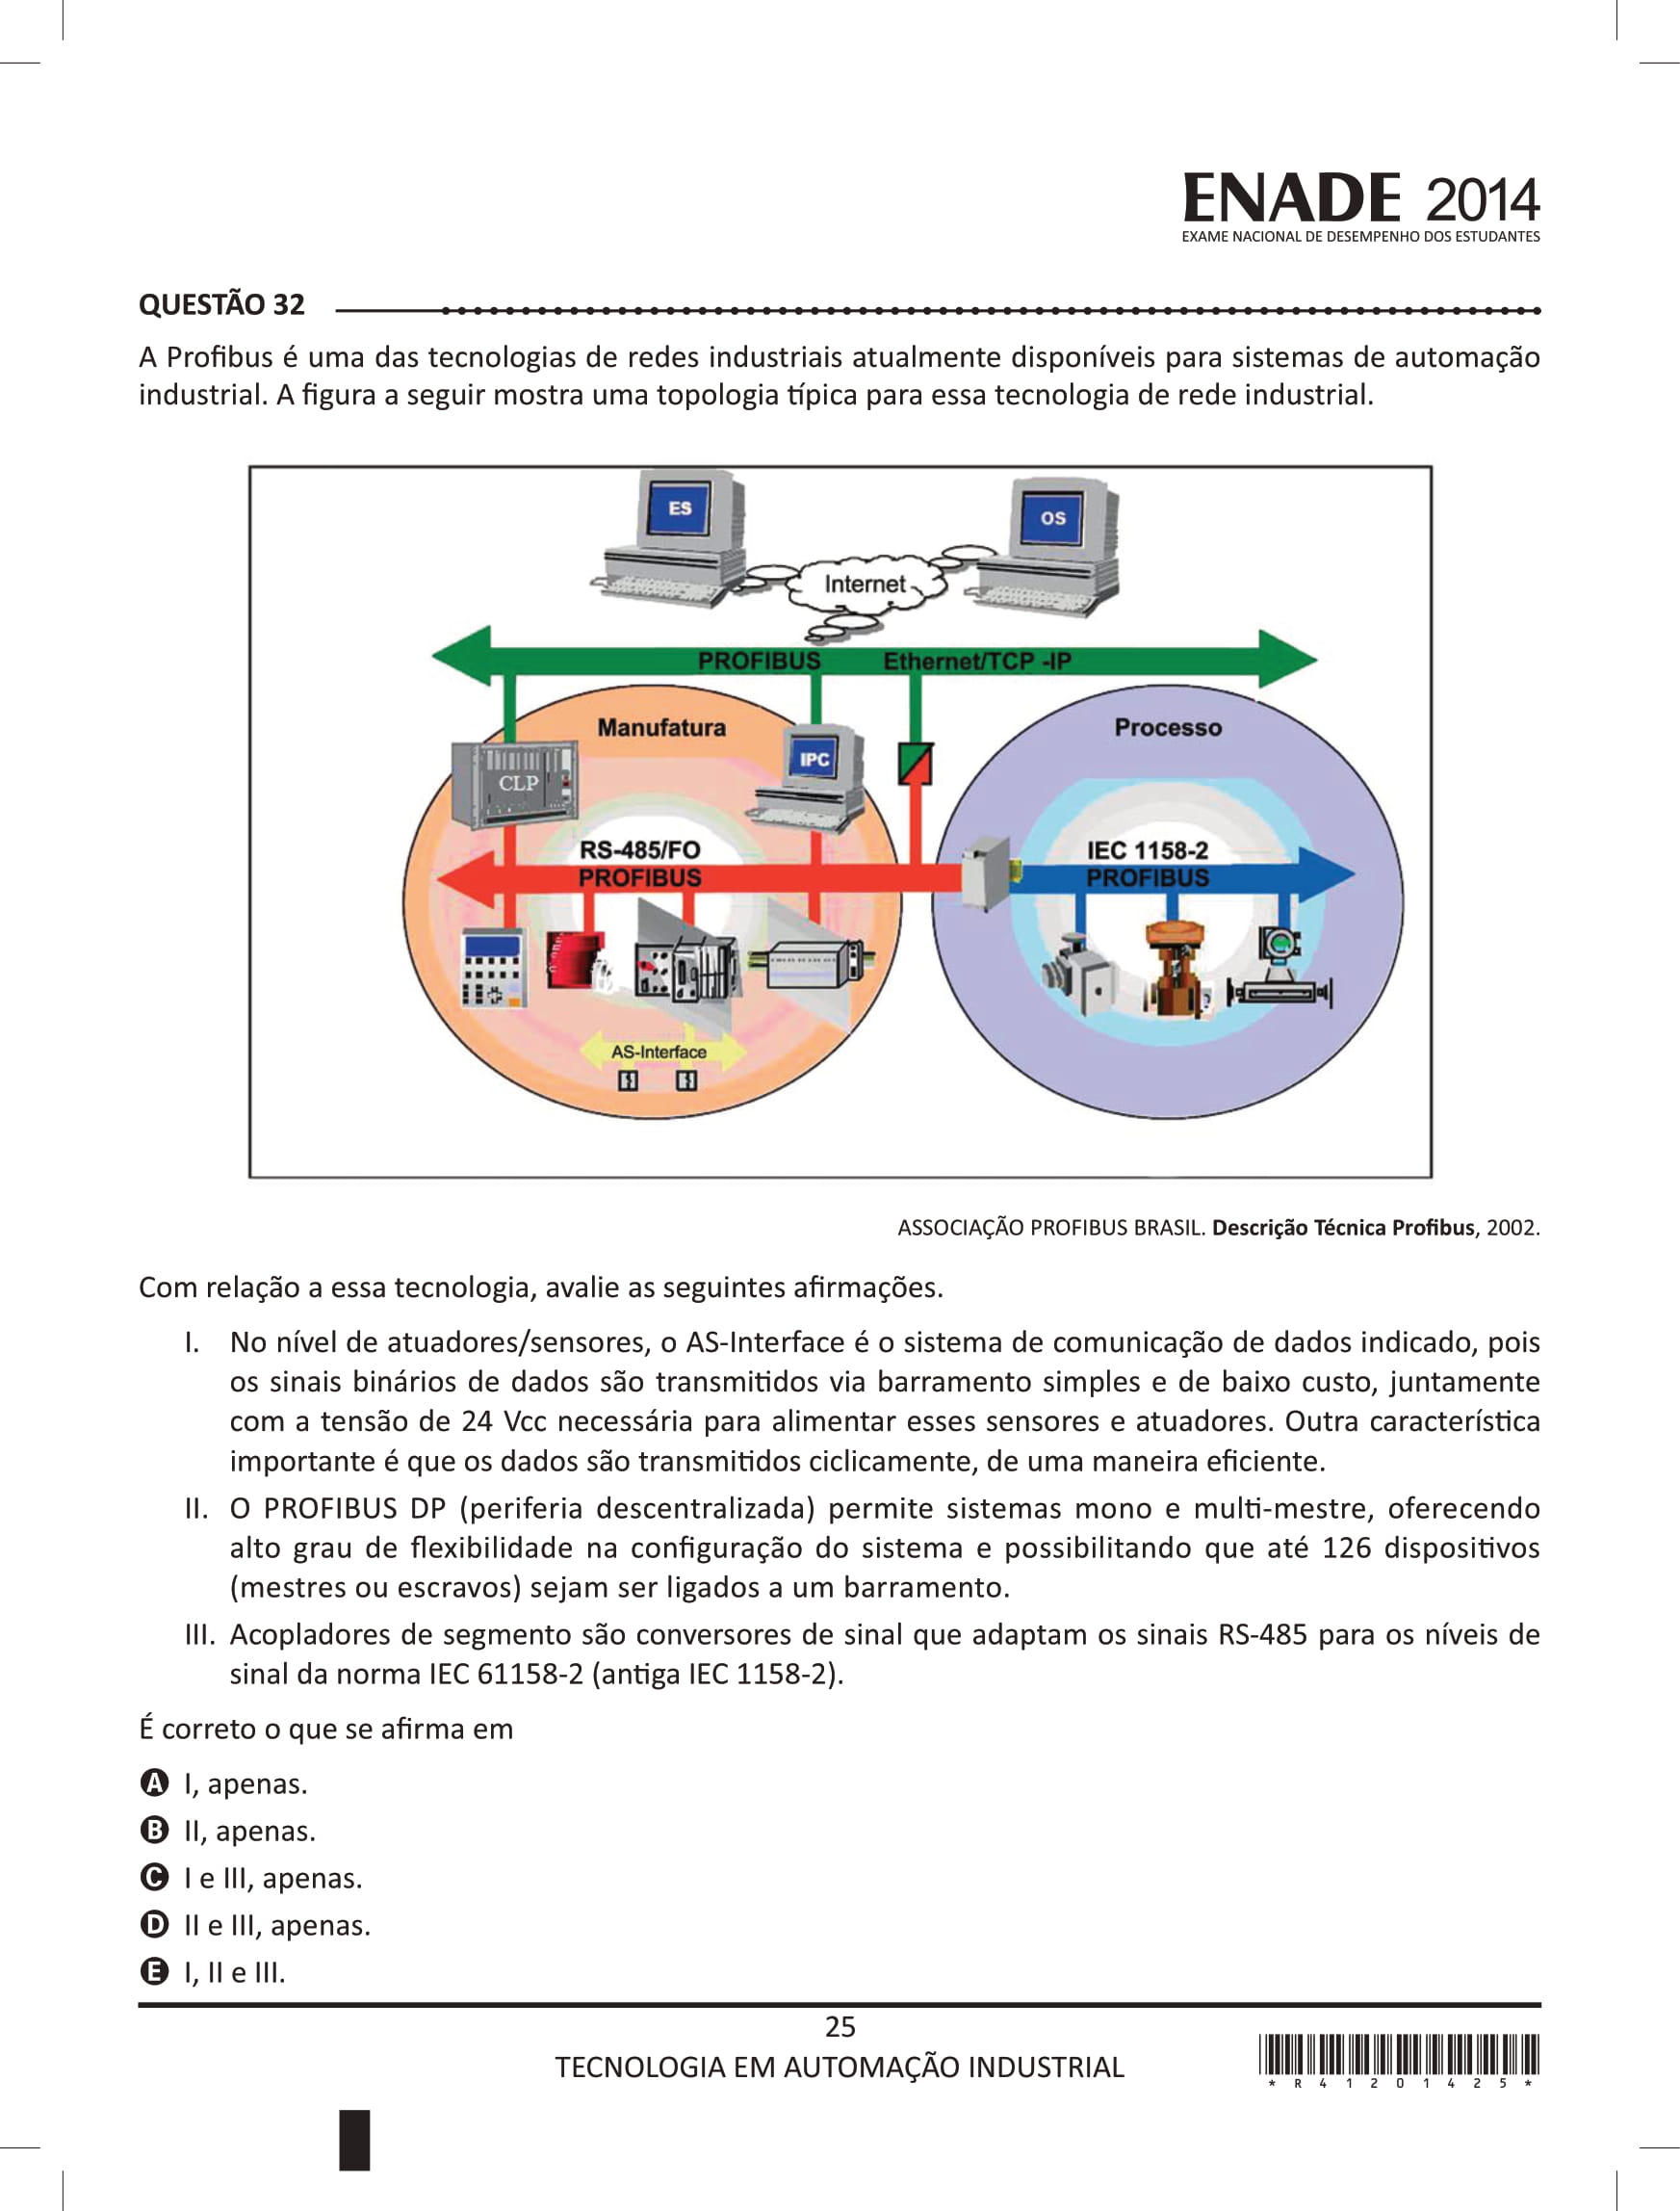 ENADE 2014
EXAME NACIONAL DE DESEMPENHO DOS ESTUDANTES
QUESTÃO 32
A Profibus é uma das tecnologias de redes industriais atualmente disponíveis para sistemas de automação
industrial. A figura a seguir mostra uma topologia típica para essa tecnologia de rede industrial.
ES
OS
Internet
PROFIBUS Ethernet/TCP -IP
Manufatura
Processo
CLP
IPC
RS-485/FO
PROFIBUS
IEC 1158-2
PROFIBUS
AS-Interface
ASSOCIAÇÃO PROFIBUS BRASIL. Descrição Técnica Profibus, 2002.
Com relação a essa tecnologia, avalie as seguintes afirmações.
I. No nível de atuadores/sensores, o AS-Interface é o sistema de comunicação de dados indicado, pois
os sinais binários de dados são transmitidos via barramento simples e de baixo custo, juntamente
com a tensão de 24 Vcc necessária para alimentar esses sensores e atuadores. Outra característica
importante é que os dados são transmitidos ciclicamente, de uma maneira eficiente.
II. O PROFIBUS DP (periferia descentralizada) permite sistemas mono e multi-mestre, oferecendo
alto grau de flexibilidade na configuração do sistema e possibilitando que até 126 dispositivos
(mestres ou escravos) sejam ser ligados a um barramento.
III. Acopladores de segmento são conversores de sinal que adaptam os sinais RS-485 para os níveis de
sinal da norma IEC 61158-2 (antiga IEC 1158-2).
É correto o que se afirma em
A I, apenas.
B II, apenas.
C I e III, apenas.
D II e III, apenas.
E I, II e III.
25
TECNOLOGIA EM AUTOMAÇÃO INDUSTRIAL
* R 4 1 2 0 1 4 2 5 *